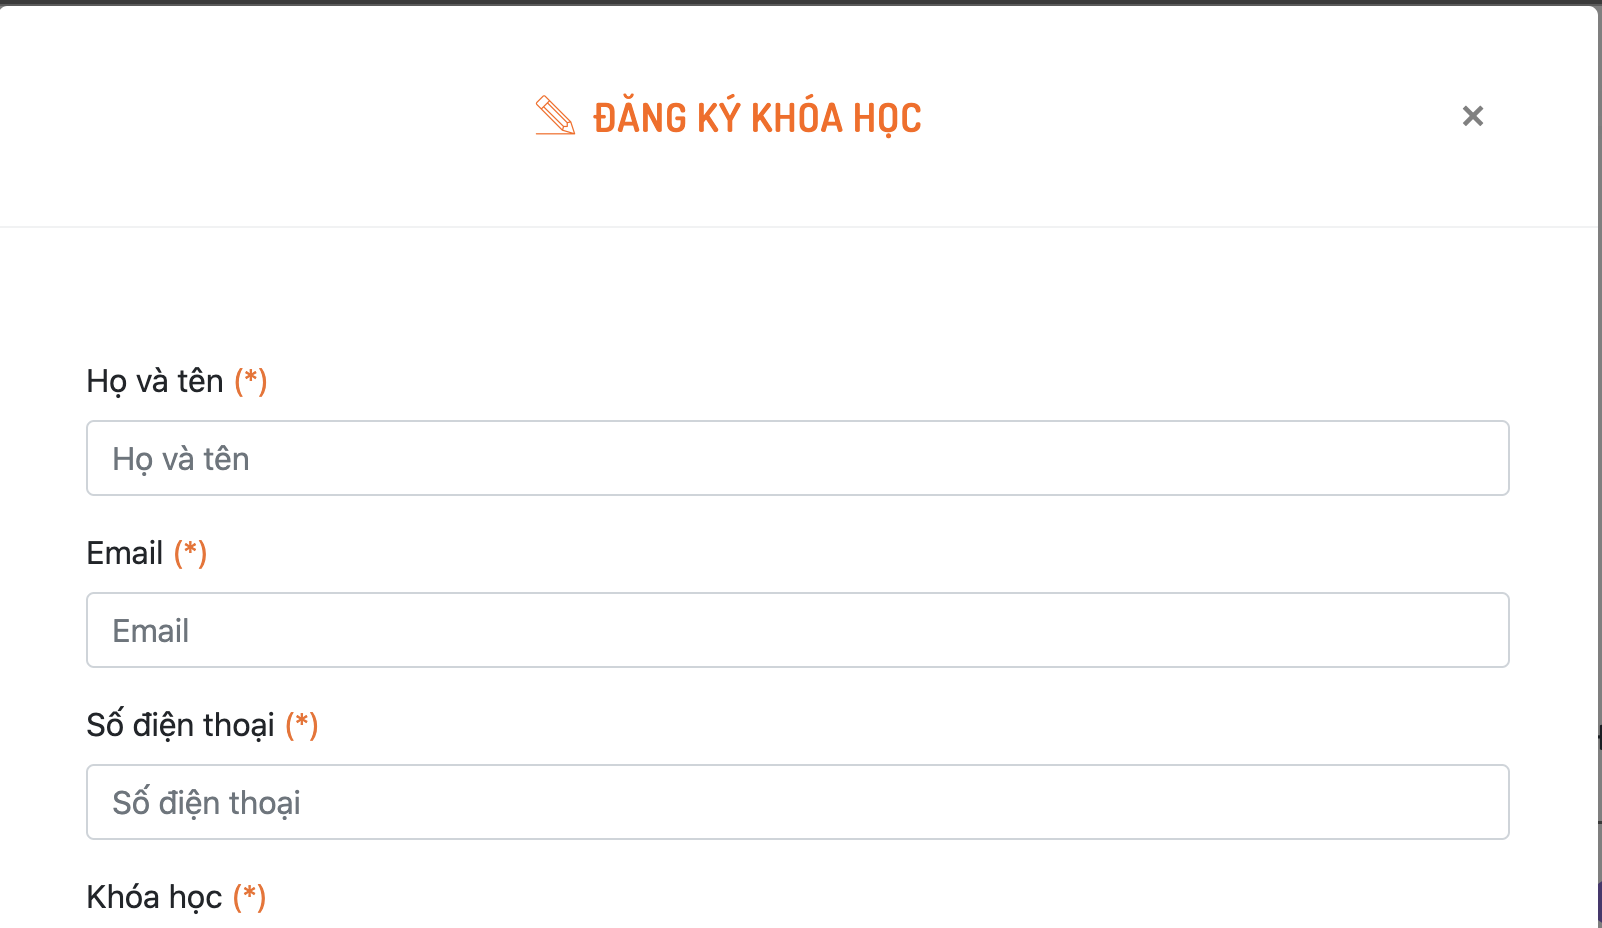 ĐĂNG KÝ KHÓA HỌC
Họ và tên (*)
Họ và tên
Email (*)
Email
Số điện thoại (*)
Số điện thoại
Khóa học (*)